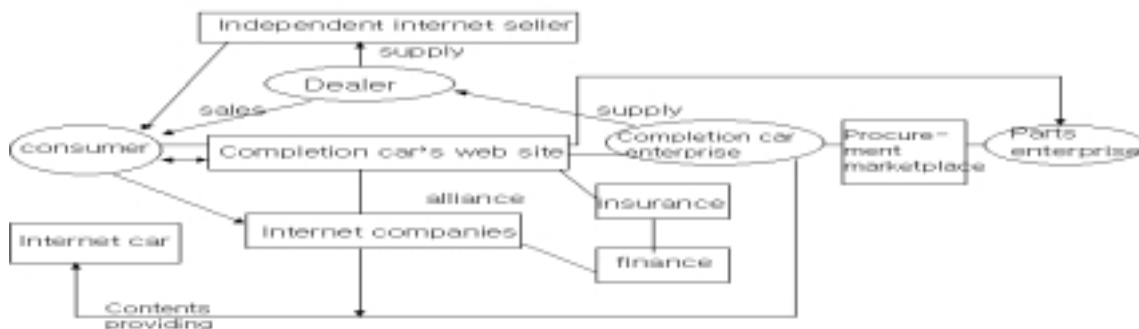 Independent internet seller
supply
Dealer
sales
supply
consumer
Completion car's web site
Completion car
enterprise
Procure-
ment
marketplace
Parts
enterprise
alliance
insurance
Internet car
Internet companies
finance
Contents
providing